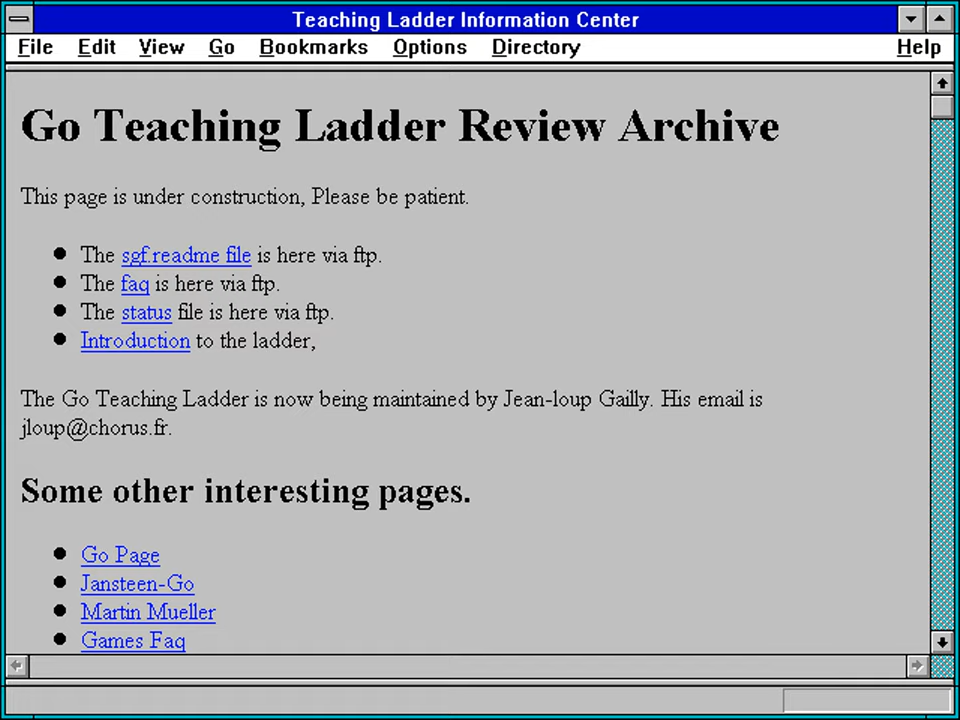 Teaching Ladder Information Center
File Edit View Go Bookmarks Options Directory Help
Go Teaching Ladder Review Archive
This page is under construction, Please be patient.
The sgf.readme file is here via ftp.
The faq is here via ftp.
The status file is here via ftp.
Introduction to the ladder,
The Go Teaching Ladder is now being maintained by Jean-loup Gailly. His email is
jloup@chorus.fr.
Some other interesting pages.
Go Page
Jansteen-Go
Martin Mueller
Games Faq